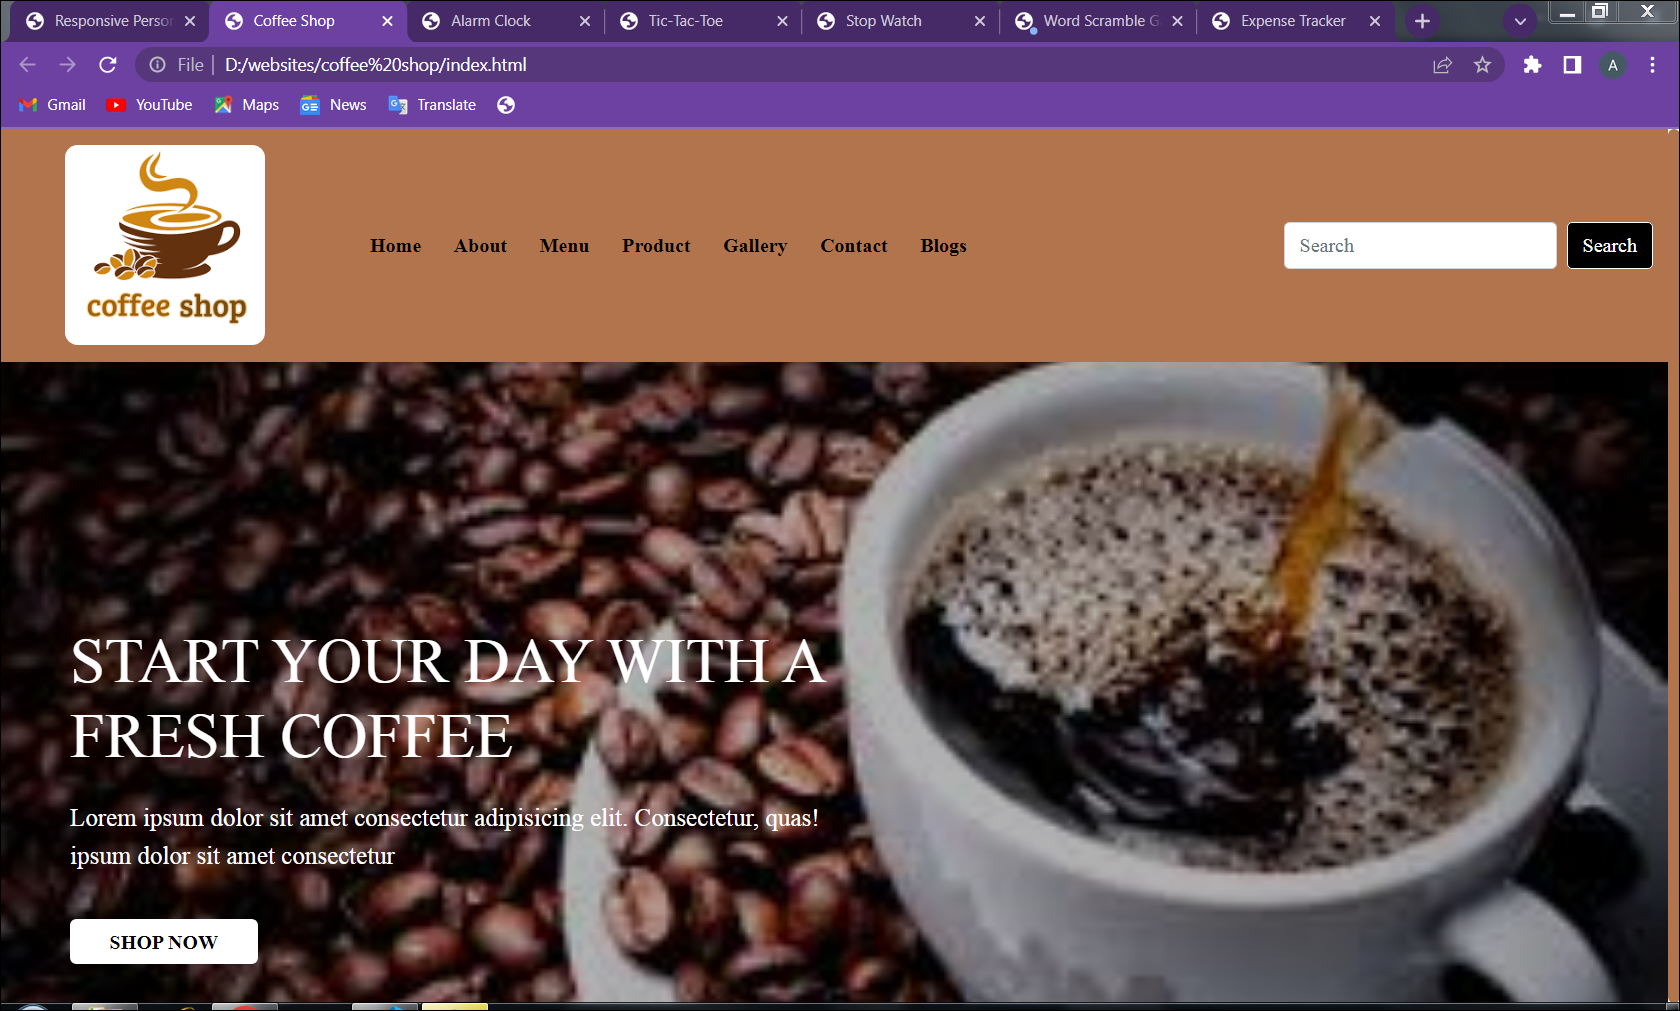 Responsive Person
Coffee Shop
Alarm Clock
Tic-Tac-Toe
Stop Watch
Word Scramble G
Expense Tracker
File | D:/websites/coffee%20shop/index.html
A
Gmail
YouTube
Maps
News
Translate
coffee shop
Home
About
Menu
Product
Gallery
Contact
Blogs
Search
Search
START YOUR DAY WITH A
FRESH COFFEE
Lorem ipsum dolor sit amet consectetur adipisicing elit. Consectetur, quas!
ipsum dolor sit amet consectetur
SHOP NOW